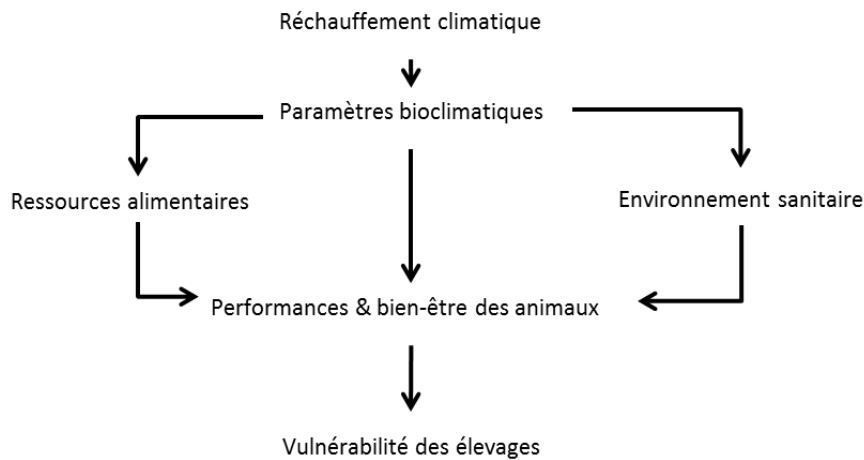 Réchauffement climatique
Paramètres bioclimatiques
Ressources alimentaires
Environnement sanitaire
Performances & bien-être des animaux
Vulnérabilité des élevages